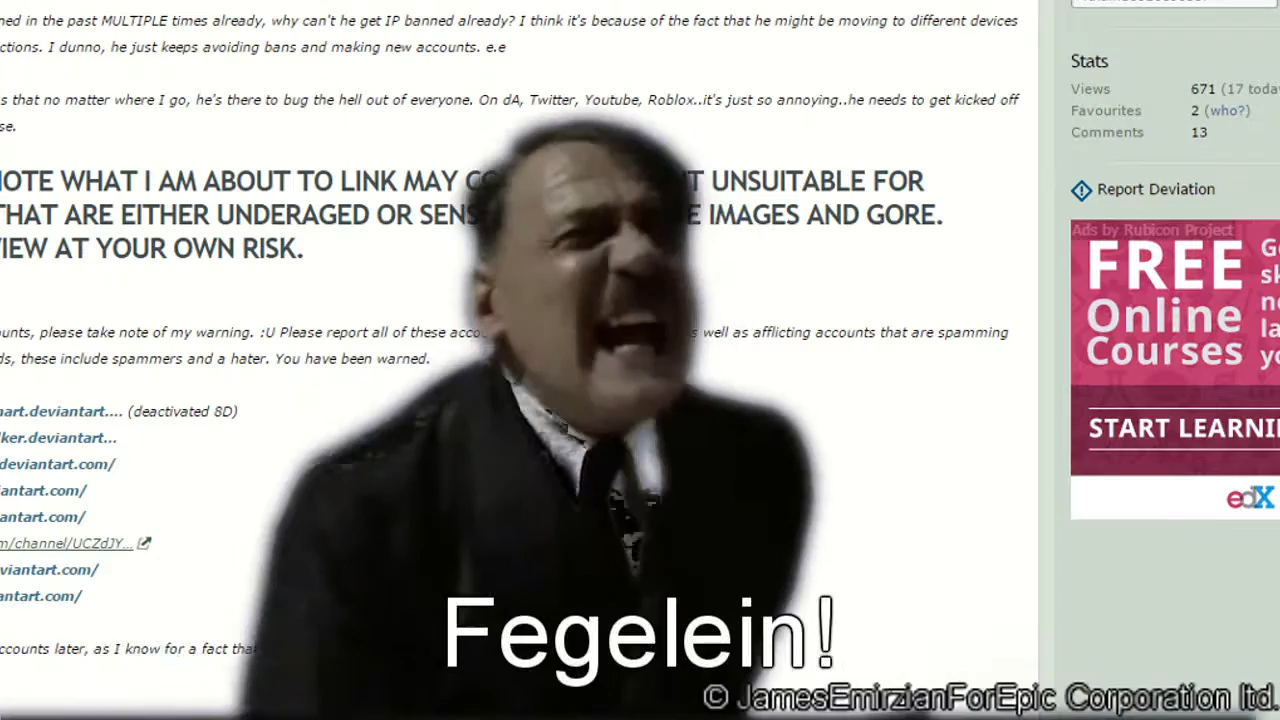 ned in the past MULTIPLE times already, why can't he get IP banned already? I think it's because of the fact that he might be moving to different devices
ctions. I dunno, he just keeps avoiding bans and making new accounts. e.e
s that no matter where I go, he's there to bug the hell out of everyone. On dA, Twitter, Youtube, Roblox..it's just so annoying..he needs to get kicked off
se.
OTE WHAT I AM ABOUT TO LINK MAY UNSUITABLE FOR
THAT ARE EITHER UNDERAGED OR SENS IMAGES AND GORE.
IEW AT YOUR OWN RISK.
unts, please take note of my warning. :U Please report all of these acco s well as afflicting accounts that are spamming
ds, these include spammers and a hater. You have been warned.
nart.deviantart.... (deactivated 8D)
ker.deviantart...
deviantart.com/
iantart.com/
antart.com/
m/channel/UCZdJY...
viantart.com/
antart.com/
ccounts later, as I know for a fact tha
Stats
Views 671 (17 toda
Favourites 2 (who?)
Comments 13
Report Deviation
Ads by Rubicon Project
FREE
Online
Courses
START LEARNI
edX
Fegelein!
© JamesEmirzianForEpic Corporation ltd.